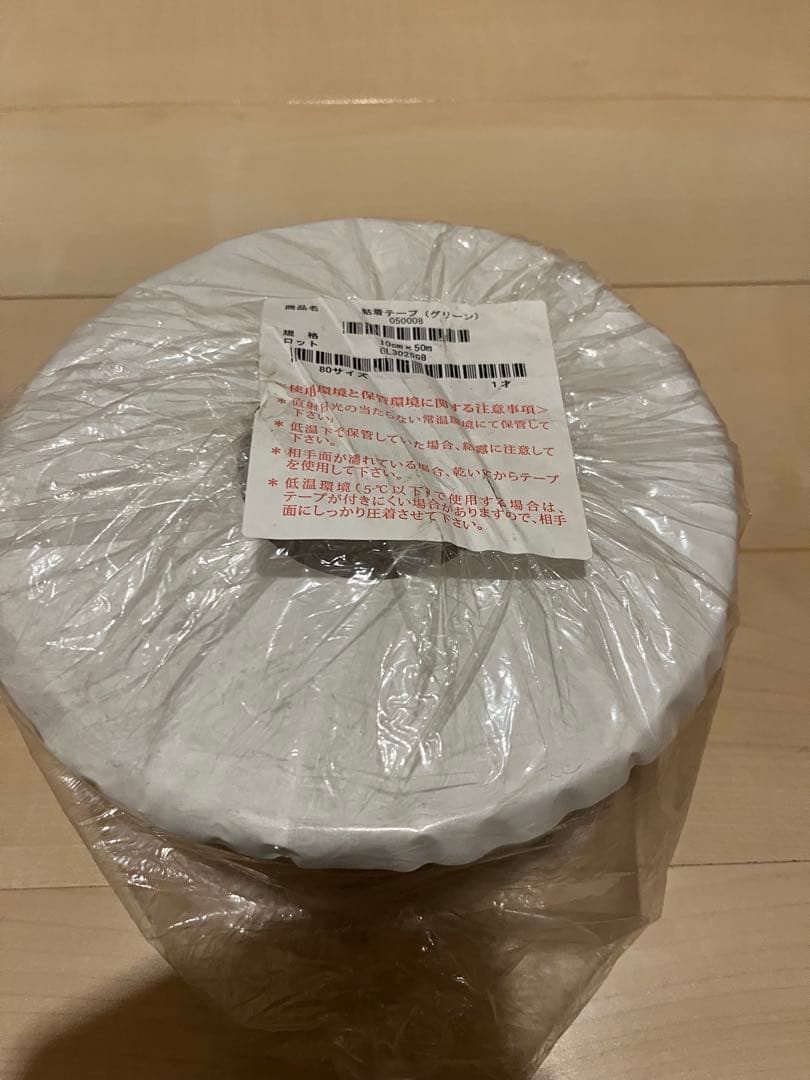 商品名 粘着テープ(グリーン)
050008
規格 10cm×50m
ロット GL302808
80サイズ 1才
<使用環境と保管環境に関する注意事項>
*直射日光の当たらない常温環境にて保管して
下さい。
*低温下で保管していた場合、結露に注意して
下さい。
*相手面が濡れている場合、乾いてからテープ
を使用して下さい。
*低温環境(5℃以下)で使用する場合は、
テープが付きにくい場合がありますので、相手
面にしっかり圧着させて下さい。